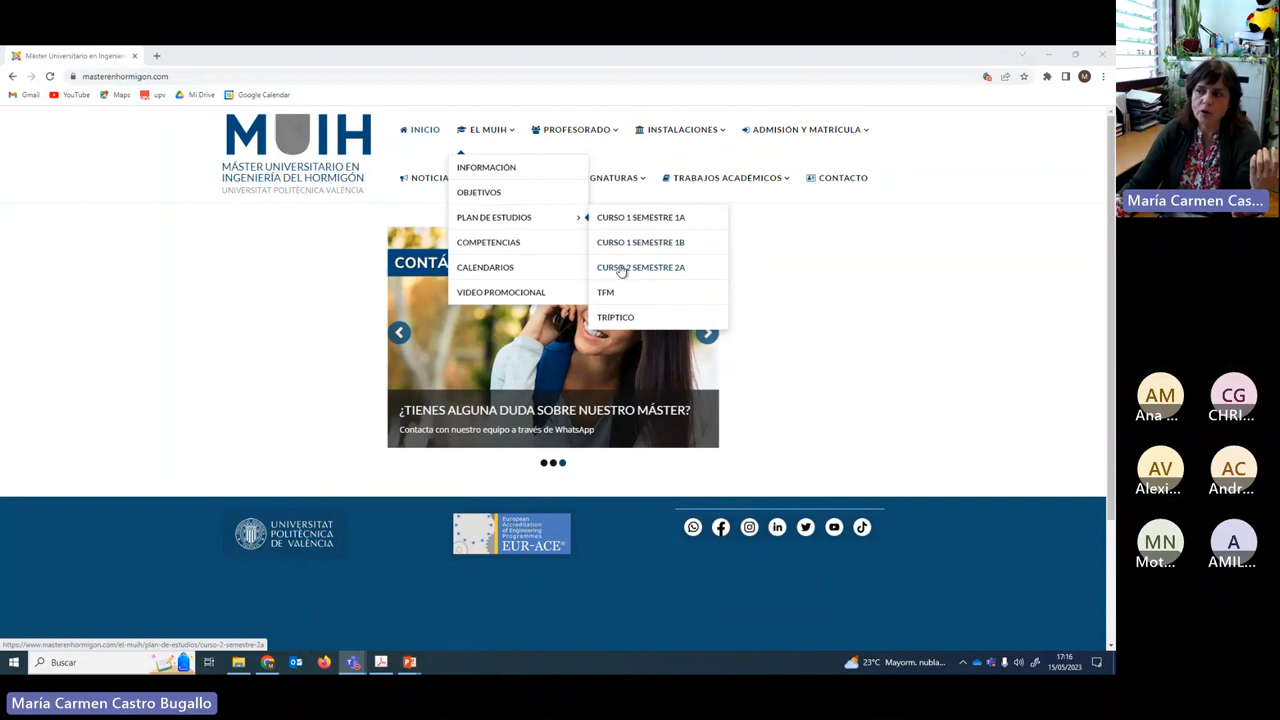 Máster Universitario en Ingenier
masterenhormigon.com
M
Gmail
YouTube
Maps
upv
Mi Drive
Google Calendar
MUIH
MÁSTER UNIVERSITARIO EN
INGENIERÍA DEL HORMIGÓN
UNIVERSITAT POLITÈCNICA VALÈNCIA
INICIO
EL MUIH
PROFESORADO
INSTALACIONES
ADMISIÓN Y MATRÍCULA
NOTICIA
GNATURAS
TRABAJOS ACADÉMICOS
CONTACTO
INFORMACIÓN
OBJETIVOS
PLAN DE ESTUDIOS
COMPETENCIAS
CALENDARIOS
VIDEO PROMOCIONAL
CURSO 1 SEMESTRE 1A
CURSO 1 SEMESTRE 1B
CURSO 2 SEMESTRE 2A
TFM
TRÍPTICO
CONTÁ
¿TIENES ALGUNA DUDA SOBRE NUESTRO MÁSTER?
Contacta con nuestro equipo a través de WhatsApp
UNIVERSITAT
POLITÈCNICA
DE VALÈNCIA
European
Accreditation
of Engineering
Programmes
EUR-ACE
https://www.masterenhormigon.com/el-muih/plan-de-estudios/curso-2-semestre-2a
Buscar
23°C Mayorm. nubla...
17:16
15/05/2023
María Carmen Cas...
AM
Ana ...
CG
CHRI...
AV
Alexi...
AC
Andr...
MN
Mot...
A
AMIL...
María Carmen Castro Bugallo